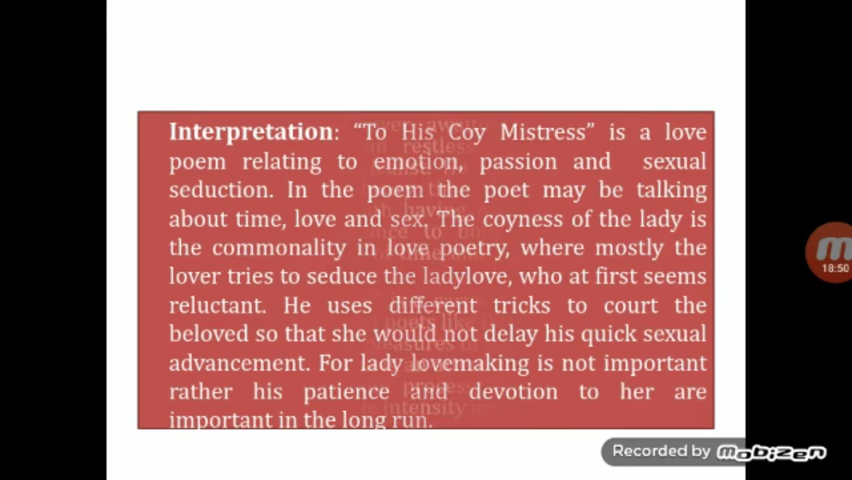 Interpretation: “To His Coy Mistress” is a love
poem relating to emotion, passion and sexual
seduction. In the poem the poet may be talking
about time, love and sex. The coyness of the lady is
the commonality in love poetry, where mostly the
lover tries to seduce the ladylove, who at first seems
reluctant. He uses different tricks to court the
beloved so that she would not delay his quick sexual
advancement. For lady lovemaking is not important
rather his patience and devotion to her are
important in the long run.
18:50
Recorded by mobizen